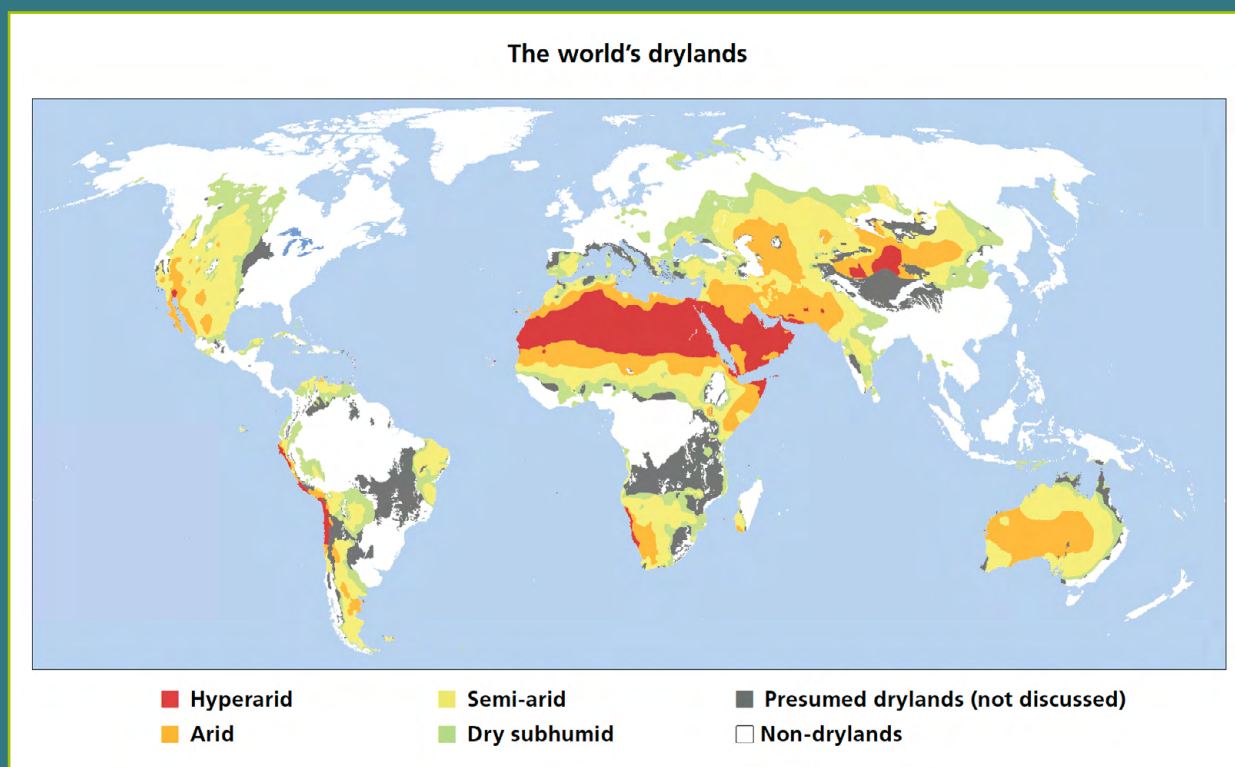 The world's drylands
Hyperarid
Semi-arid
Presumed drylands (not discussed)
Arid
Dry subhumid
Non-drylands